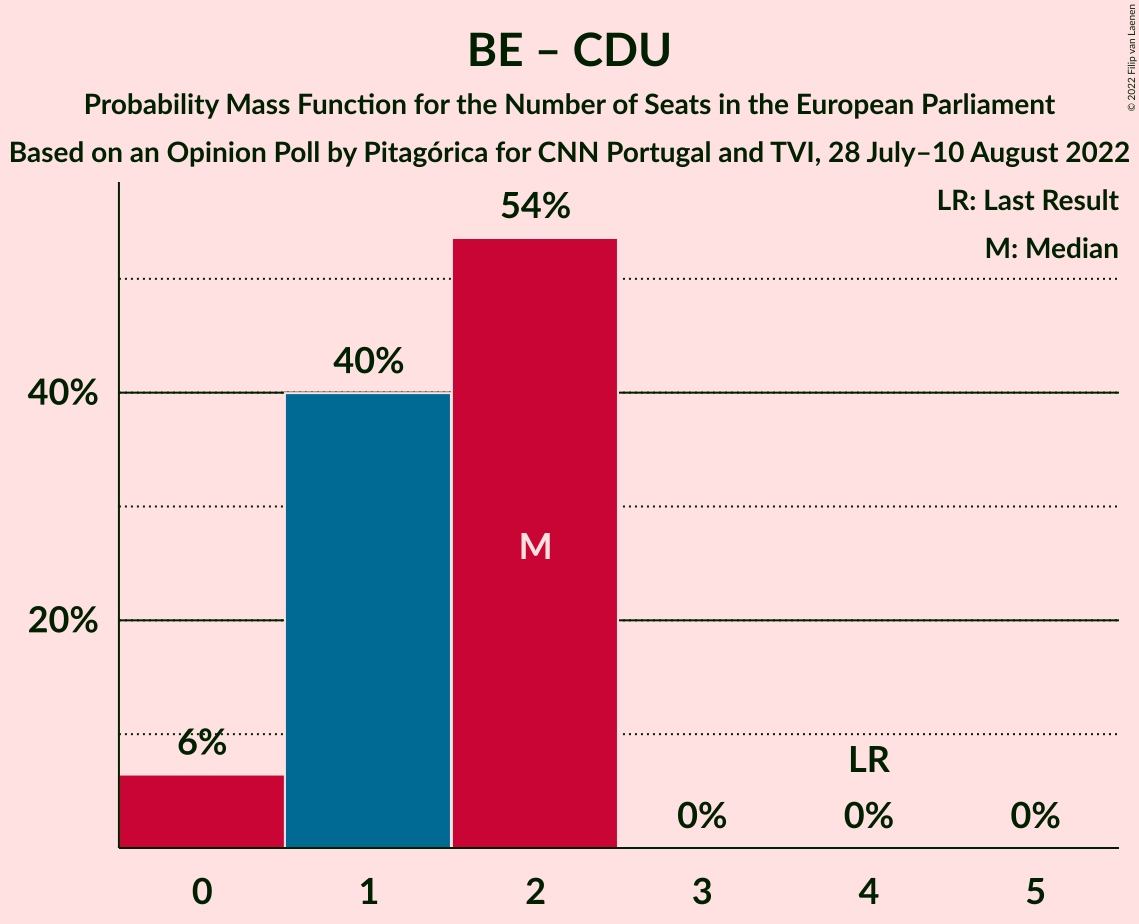 BE – CDU
Probability Mass Function for the Number of Seats in the European Parliament
Based on an Opinion Poll by Pitagórica for CNN Portugal and TVI, 28 July–10 August 2022
© 2022 Filip van Laenen
LR: Last Result
M: Median
54%
40%
40%
M
20%
6%
LR
0%
0%
0%
0
1
2
3
4
5